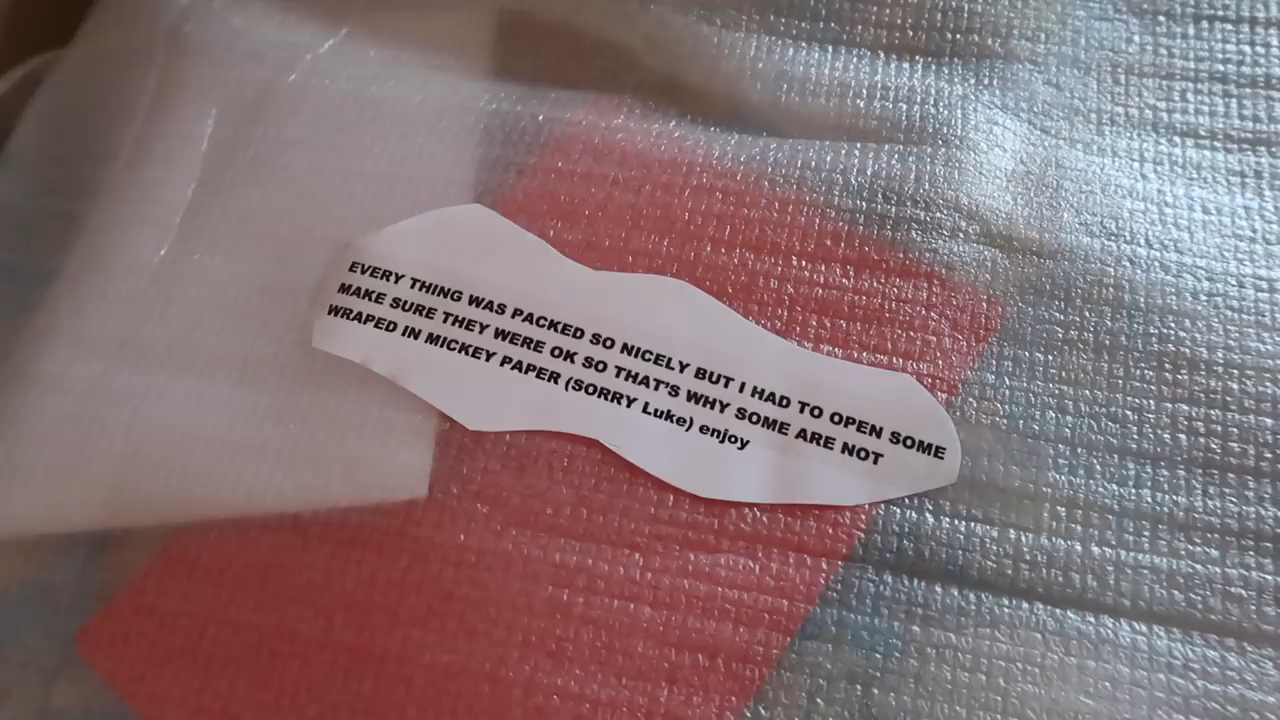 EVERY THING WAS PACKED SO NICELY BUT I HAD TO OPEN SOME
MAKE SURE THEY WERE OK SO THAT'S WHY SOME ARE NOT
WRAPED IN MICKEY PAPER (SORRY Luke) enjoy